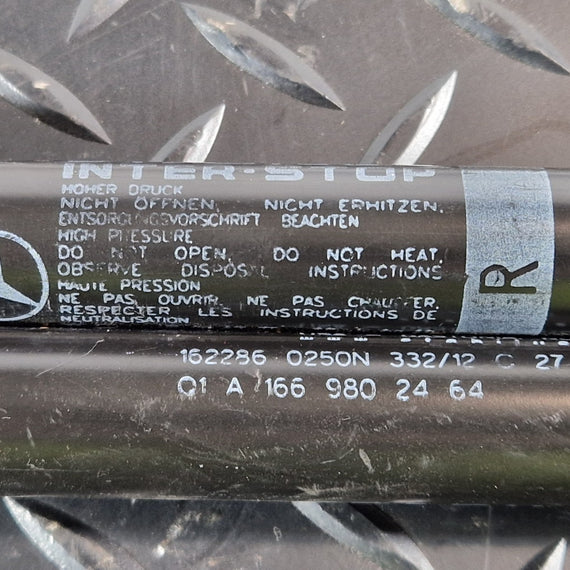 INTER-STOP
HOHER DRUCK
NICHT ÖFFNEN. NICHT ERHITZEN.
ENTSORGUNGSVORSCHRIFT BEACHTEN
HIGH PRESSURE
DO NOT OPEN. DO NOT HEAT.
OBSERVE DISPOSAL INSTRUCTIONS
HAUTE PRESSION
NE PAS OUVRIR. NE PAS CHAUFFER.
RESPECTER LES INSTRUCTIONS DE
NEUTRALISATION
R
162286 0250N 332/12 C 27
Q1 A 166 980 24 64